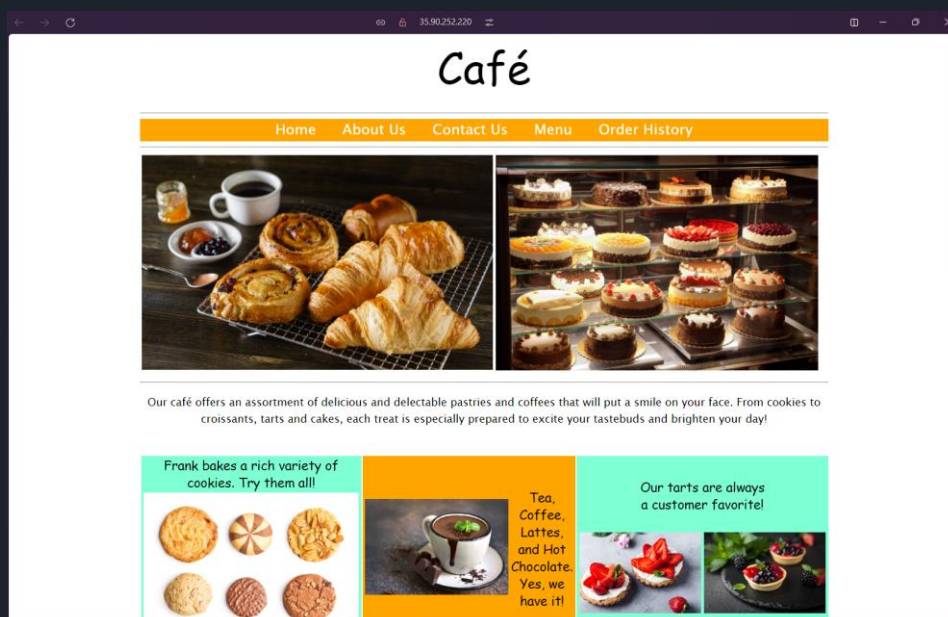 35.90.252.220
Café
Home About Us Contact Us Menu Order History
Our café offers an assortment of delicious and delectable pastries and coffees that will put a smile on your face. From cookies to
croissants, tarts and cakes, each treat is especially prepared to excite your tastebuds and brighten your day!
Frank bakes a rich variety of
cookies. Try them all!
Tea,
Coffee,
Lattes,
and Hot
Chocolate.
Yes, we
have it!
Our tarts are always
a customer favorite!